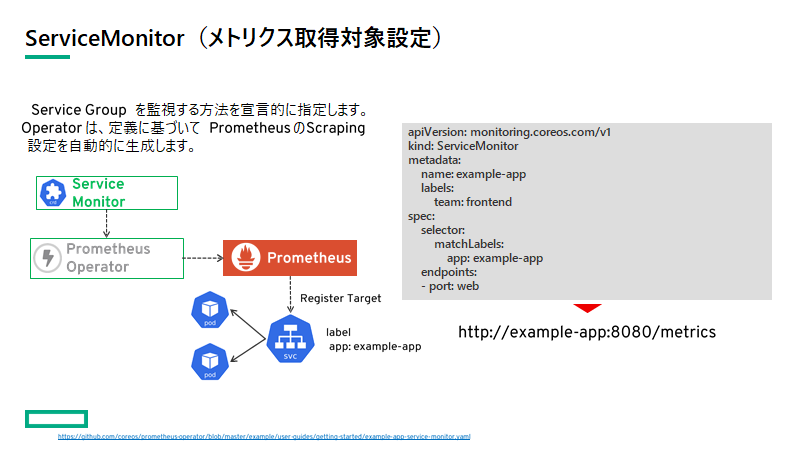 ServiceMonitor（メトリクス取得対象設定）
Service Group を監視する方法を宣言的に指定します。
Operator は、定義に基づいて Prometheus のScraping
設定を自動的に生成します。
Service
Monitor
crd
Prometheus
Operator
Prometheus
Register Target
pod
pod
svc
label
app: example-app
apiVersion: monitoring.coreos.com/v1
kind: ServiceMonitor
metadata:
name: example-app
labels:
team: frontend
spec:
selector:
matchLabels:
app: example-app
endpoints:
- port: web
http://example-app:8080/metrics
https://github.com/coreos/prometheus-operator/blob/master/example/user-guides/getting-started/example-app-service-monitor.yaml